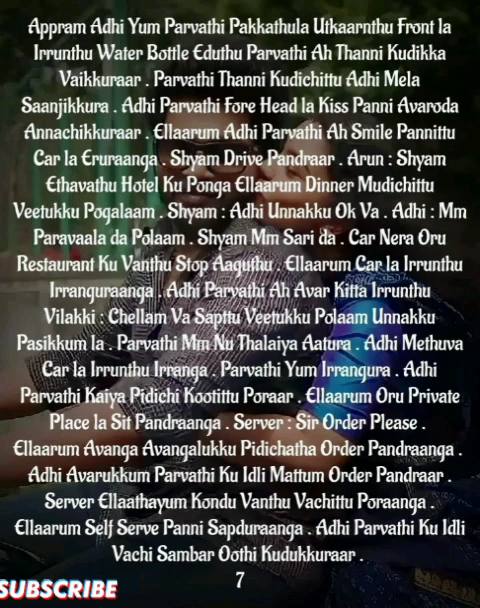 Appram Adhi Yum Parvathi Pakkathula Utkaarnthu Front la
Irrunthu Water Bottle Eduthu Parvathi Ah Thanni Kudikka
Vaikkuraar . Parvathi Thanni Kudichittu Adhi Mela
Saanjikkura . Adhi Parvathi Fore Head la Kiss Panni Avaroda
Annachikkuraar . Ellaarum Adhi Parvathi Ah Smile Pannittu
Car la Eruraanga . Shyam Drive Pandraar . Arun : Shyam
Ethavathu Hotel Ku Ponga Ellaarum Dinner Mudichittu
Veetukku Pogalaam . Shyam : Adhi Unnakku Ok Va . Adhi : Mm
Paravaala da Polaam . Shyam Mm Sari da . Car Nera Oru
Restaurant Ku Vanthu Stop Aaguthu . Ellaarum Car la Irrunthu
Irranguraanga . Adhi Parvathi Ah Avar Kitta Irrunthu
Vilakki : Chellam Va Sapttu Veetukku Polaam Unnakku
Pasikkum la . Parvathi Mm Nu Thalaiya Aatura . Adhi Methuva
Car la Irrunthu Irranga . Parvathi Yum Irrangura . Adhi
Parvathi Kaiya Pidichi Kootittu Poraar . Ellaarum Oru Private
Place la Sit Pandraanga . Server : Sir Order Please .
Ellaarum Avanga Avangalukku Pidichatha Order Pandraanga .
Adhi Avarukkum Parvathi Ku Idli Mattum Order Pandraar .
Server Ellaathayum Kondu Vanthu Vachittu Poraanga .
Ellaarum Self Serve Panni Sapduraanga . Adhi Parvathi Ku Idli
Vachi Sambar Oothi Kudukkuraar .
7
SUBSCRIBE